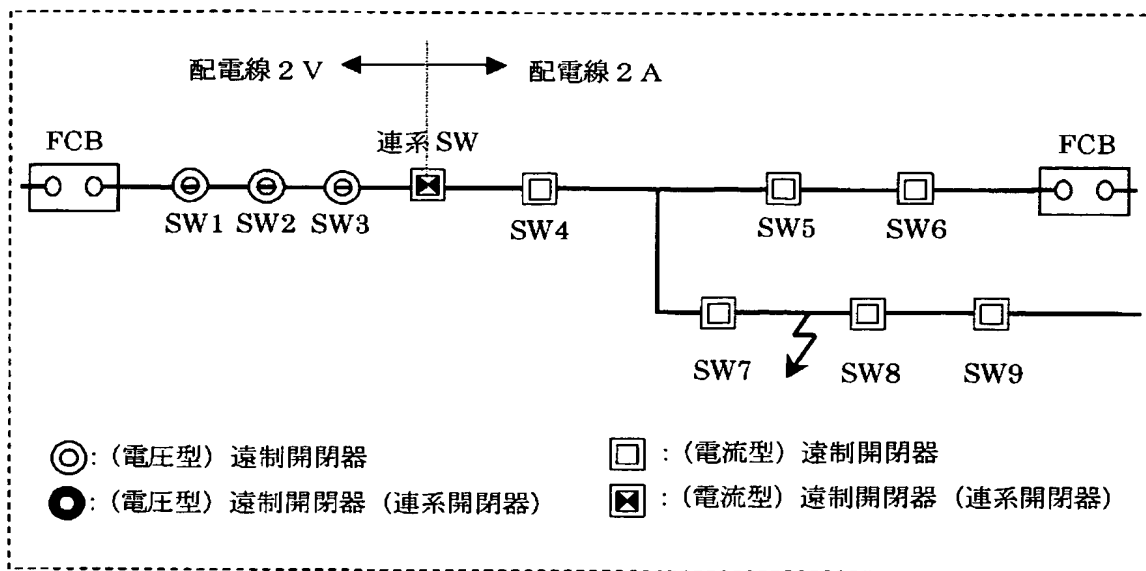 配電線２V
配電線２A
FCB
連系 SW
FCB
SW1
SW2
SW3
SW4
SW5
SW6
SW7
SW8
SW9
:（電圧型）遠制開閉器
:（電流型）遠制開閉器
:（電圧型）遠制開閉器（連系開閉器）
:（電流型）遠制開閉器（連系開閉器）